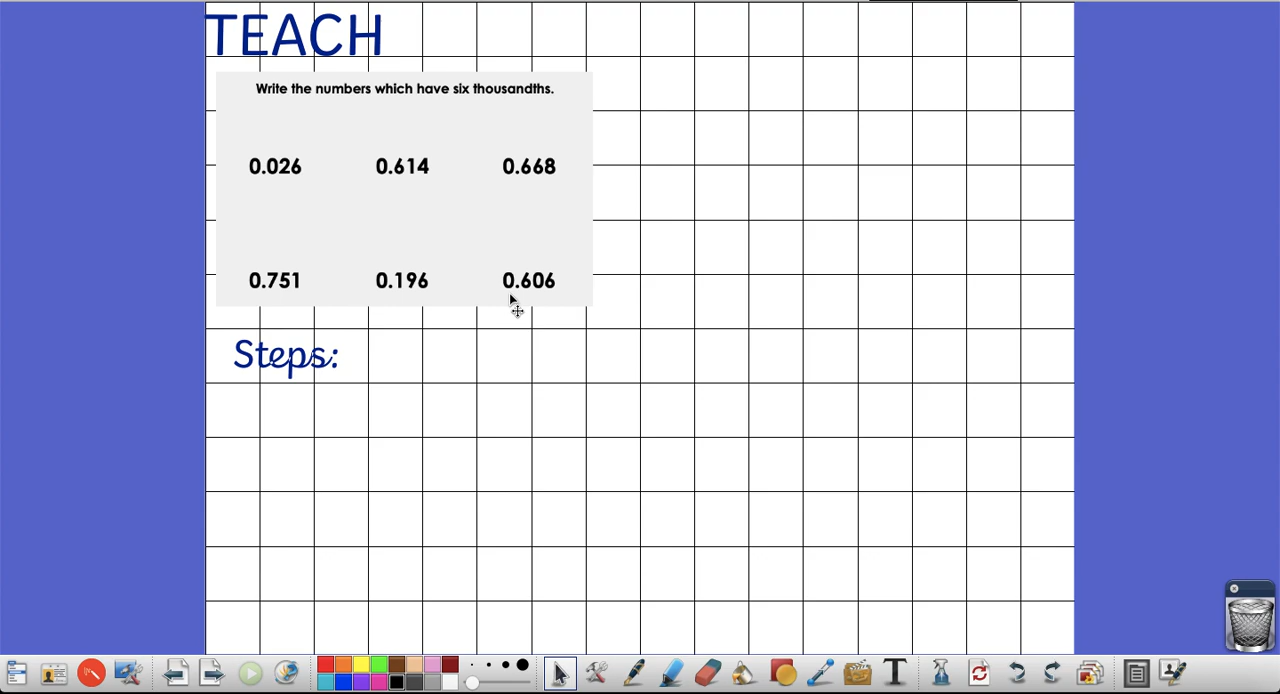 TEACH
Write the numbers which have six thousandths.
0.026 0.614 0.668
0.751 0.196 0.606
Steps:
T